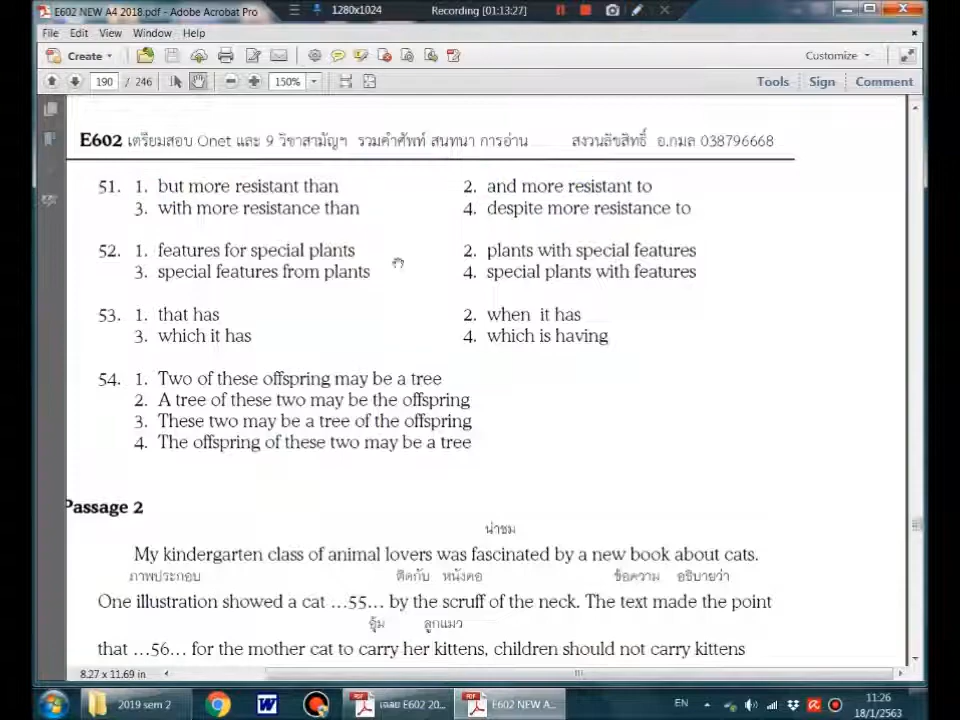 E602 NEW A4 2018.pdf - Adobe Acrobat Pro
1280x1024
Recording [01:13:27]
File Edit View Window Help
Create
Customize
190 / 246
150%
Tools
Sign
Comment
E602 เตรียมสอบ Onet และ 9 วิชาสามัญฯ รวมคำศัพท์ สนทนา การอ่าน สงวนลิขสิทธิ์ อ.กมล 038796668
51. 1. but more resistant than 2. and more resistant to
3. with more resistance than 4. despite more resistance to
52. 1. features for special plants 2. plants with special features
3. special features from plants 4. special plants with features
53. 1. that has 2. when it has
3. which it has 4. which is having
54. 1. Two of these offspring may be a tree
2. A tree of these two may be the offspring
3. These two may be a tree of the offspring
4. The offspring of these two may be a tree
Passage 2
น่าชม
My kindergarten class of animal lovers was fascinated by a new book about cats.
ภาพประกอบ ติดกับ หนังคอ ข้อความ อธิบายว่า
One illustration showed a cat ...55... by the scruff of the neck. The text made the point
อุ้ม ลูกแมว
that ...56... for the mother cat to carry her kittens, children should not carry kittens
8.27 x 11.69 in
2019 sem 2
เฉลย E602 20...
E602 NEW A...
EN
11:26
18/1/2563